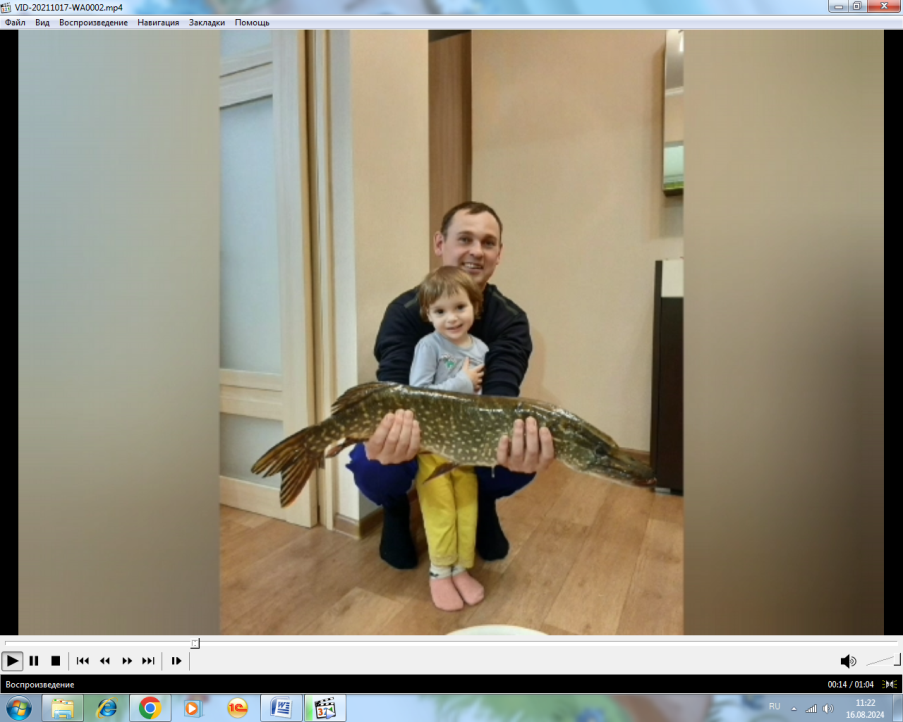 VID-20211017-WA0002.mp4
Файл Вид Воспроизведение Навигация Закладки Помощь
Воспроизведение 00:14 / 01:04
RU 11:22
16.08.2024